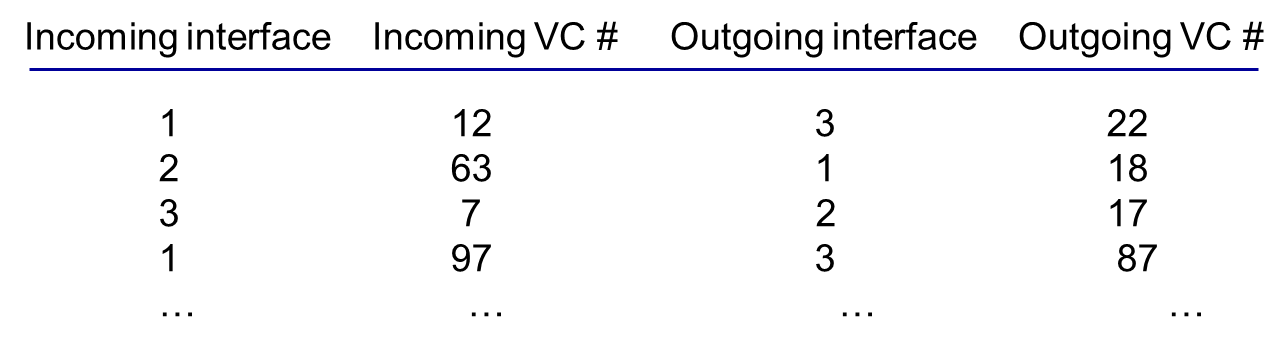 Incoming interface Incoming VC # Outgoing interface Outgoing VC #
1 12 3 22
2 63 1 18
3 7 2 17
1 97 3 87
… … … …